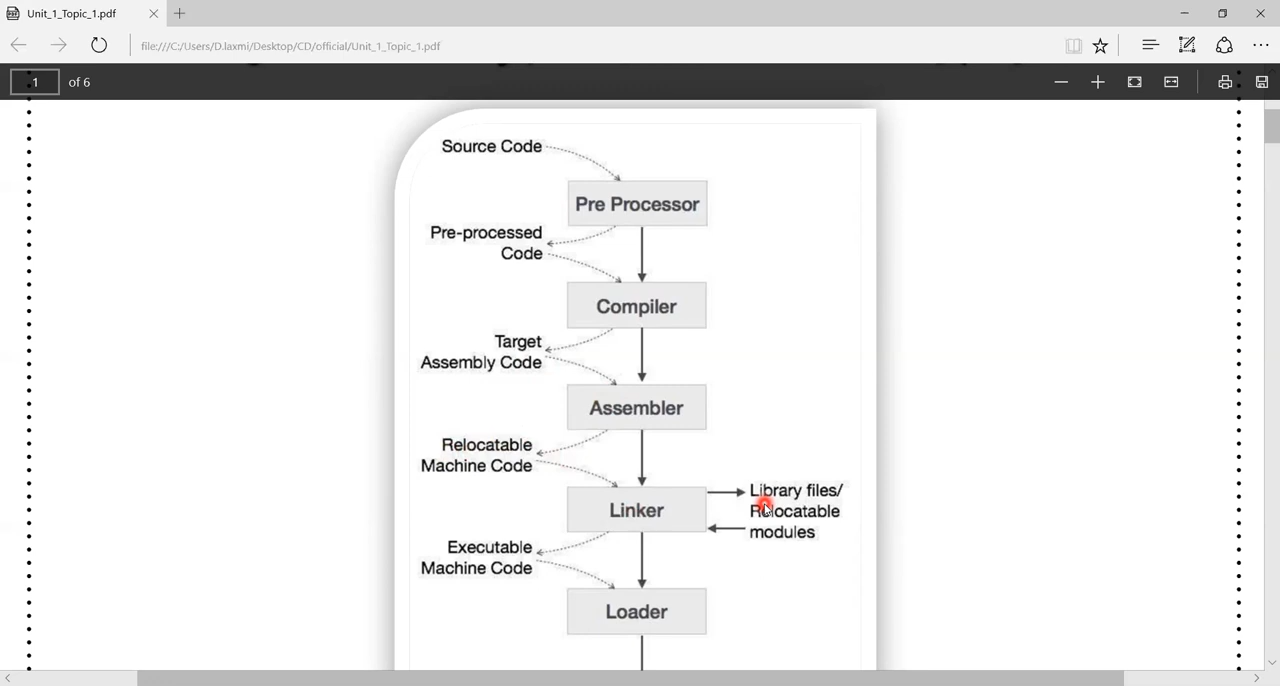 Unit_1_Topic_1.pdf
file:///C:/Users/D.laxmi/Desktop/CD/official/Unit_1_Topic_1.pdf
1 of 6
Source Code
Pre Processor
Pre-processed
Code
Compiler
Target
Assembly Code
Assembler
Relocatable
Machine Code
Linker
Library files/
Relocatable
modules
Executable
Machine Code
Loader